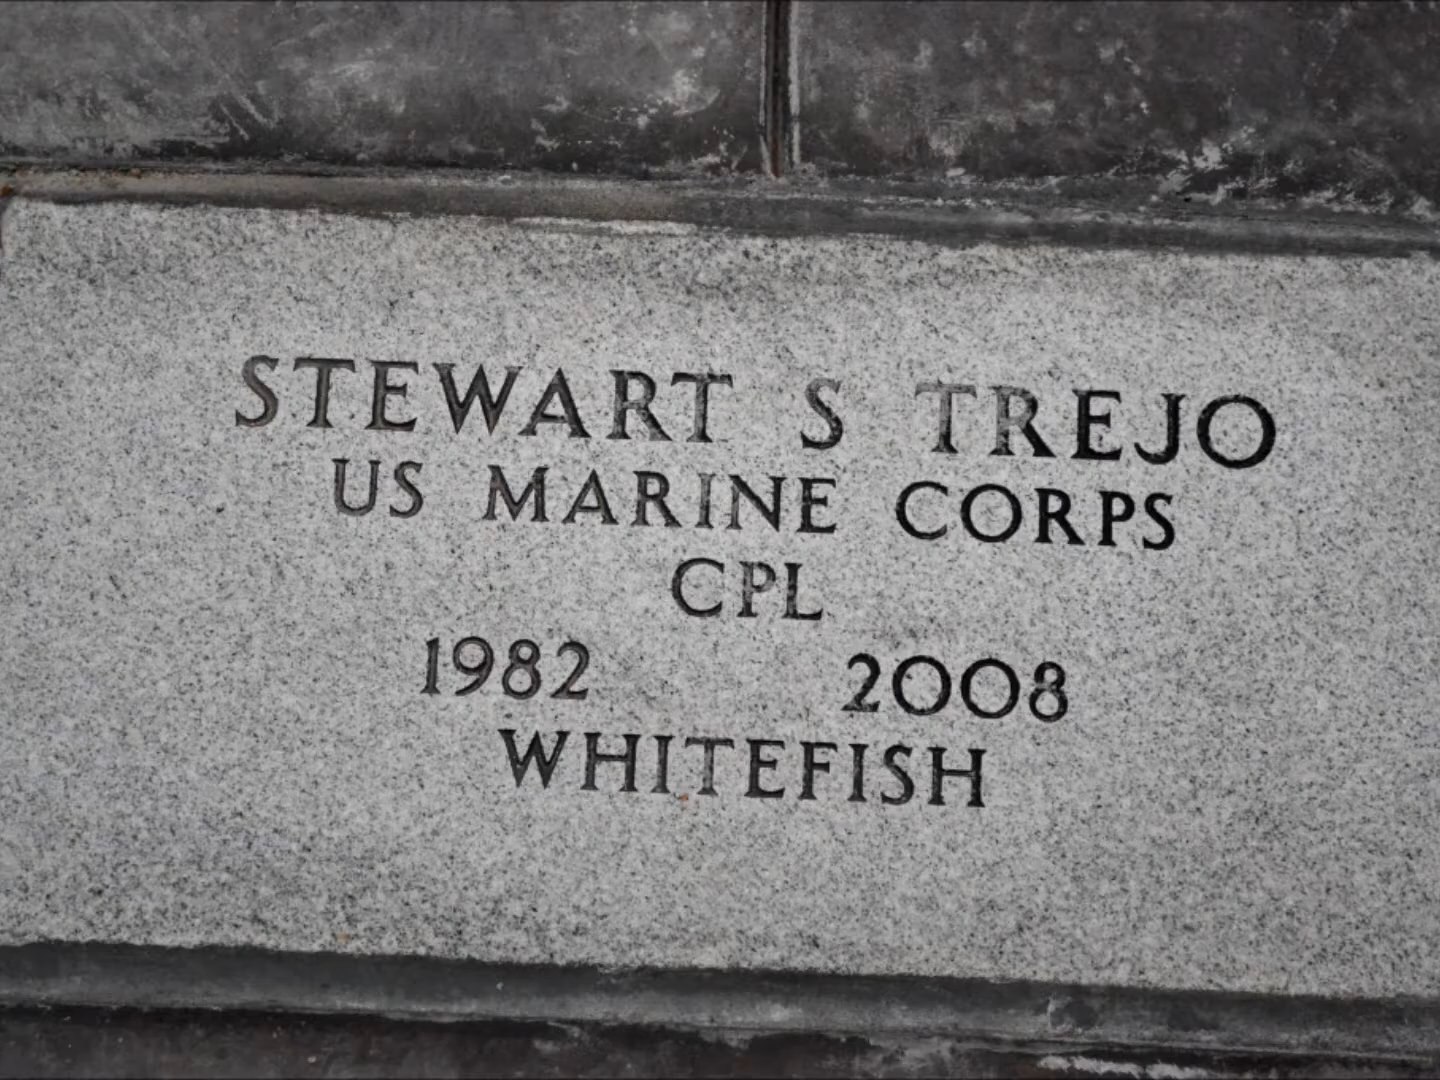 STEWART S TREJO
US MARINE CORPS
CPL
1982 2008
WHITEFISH